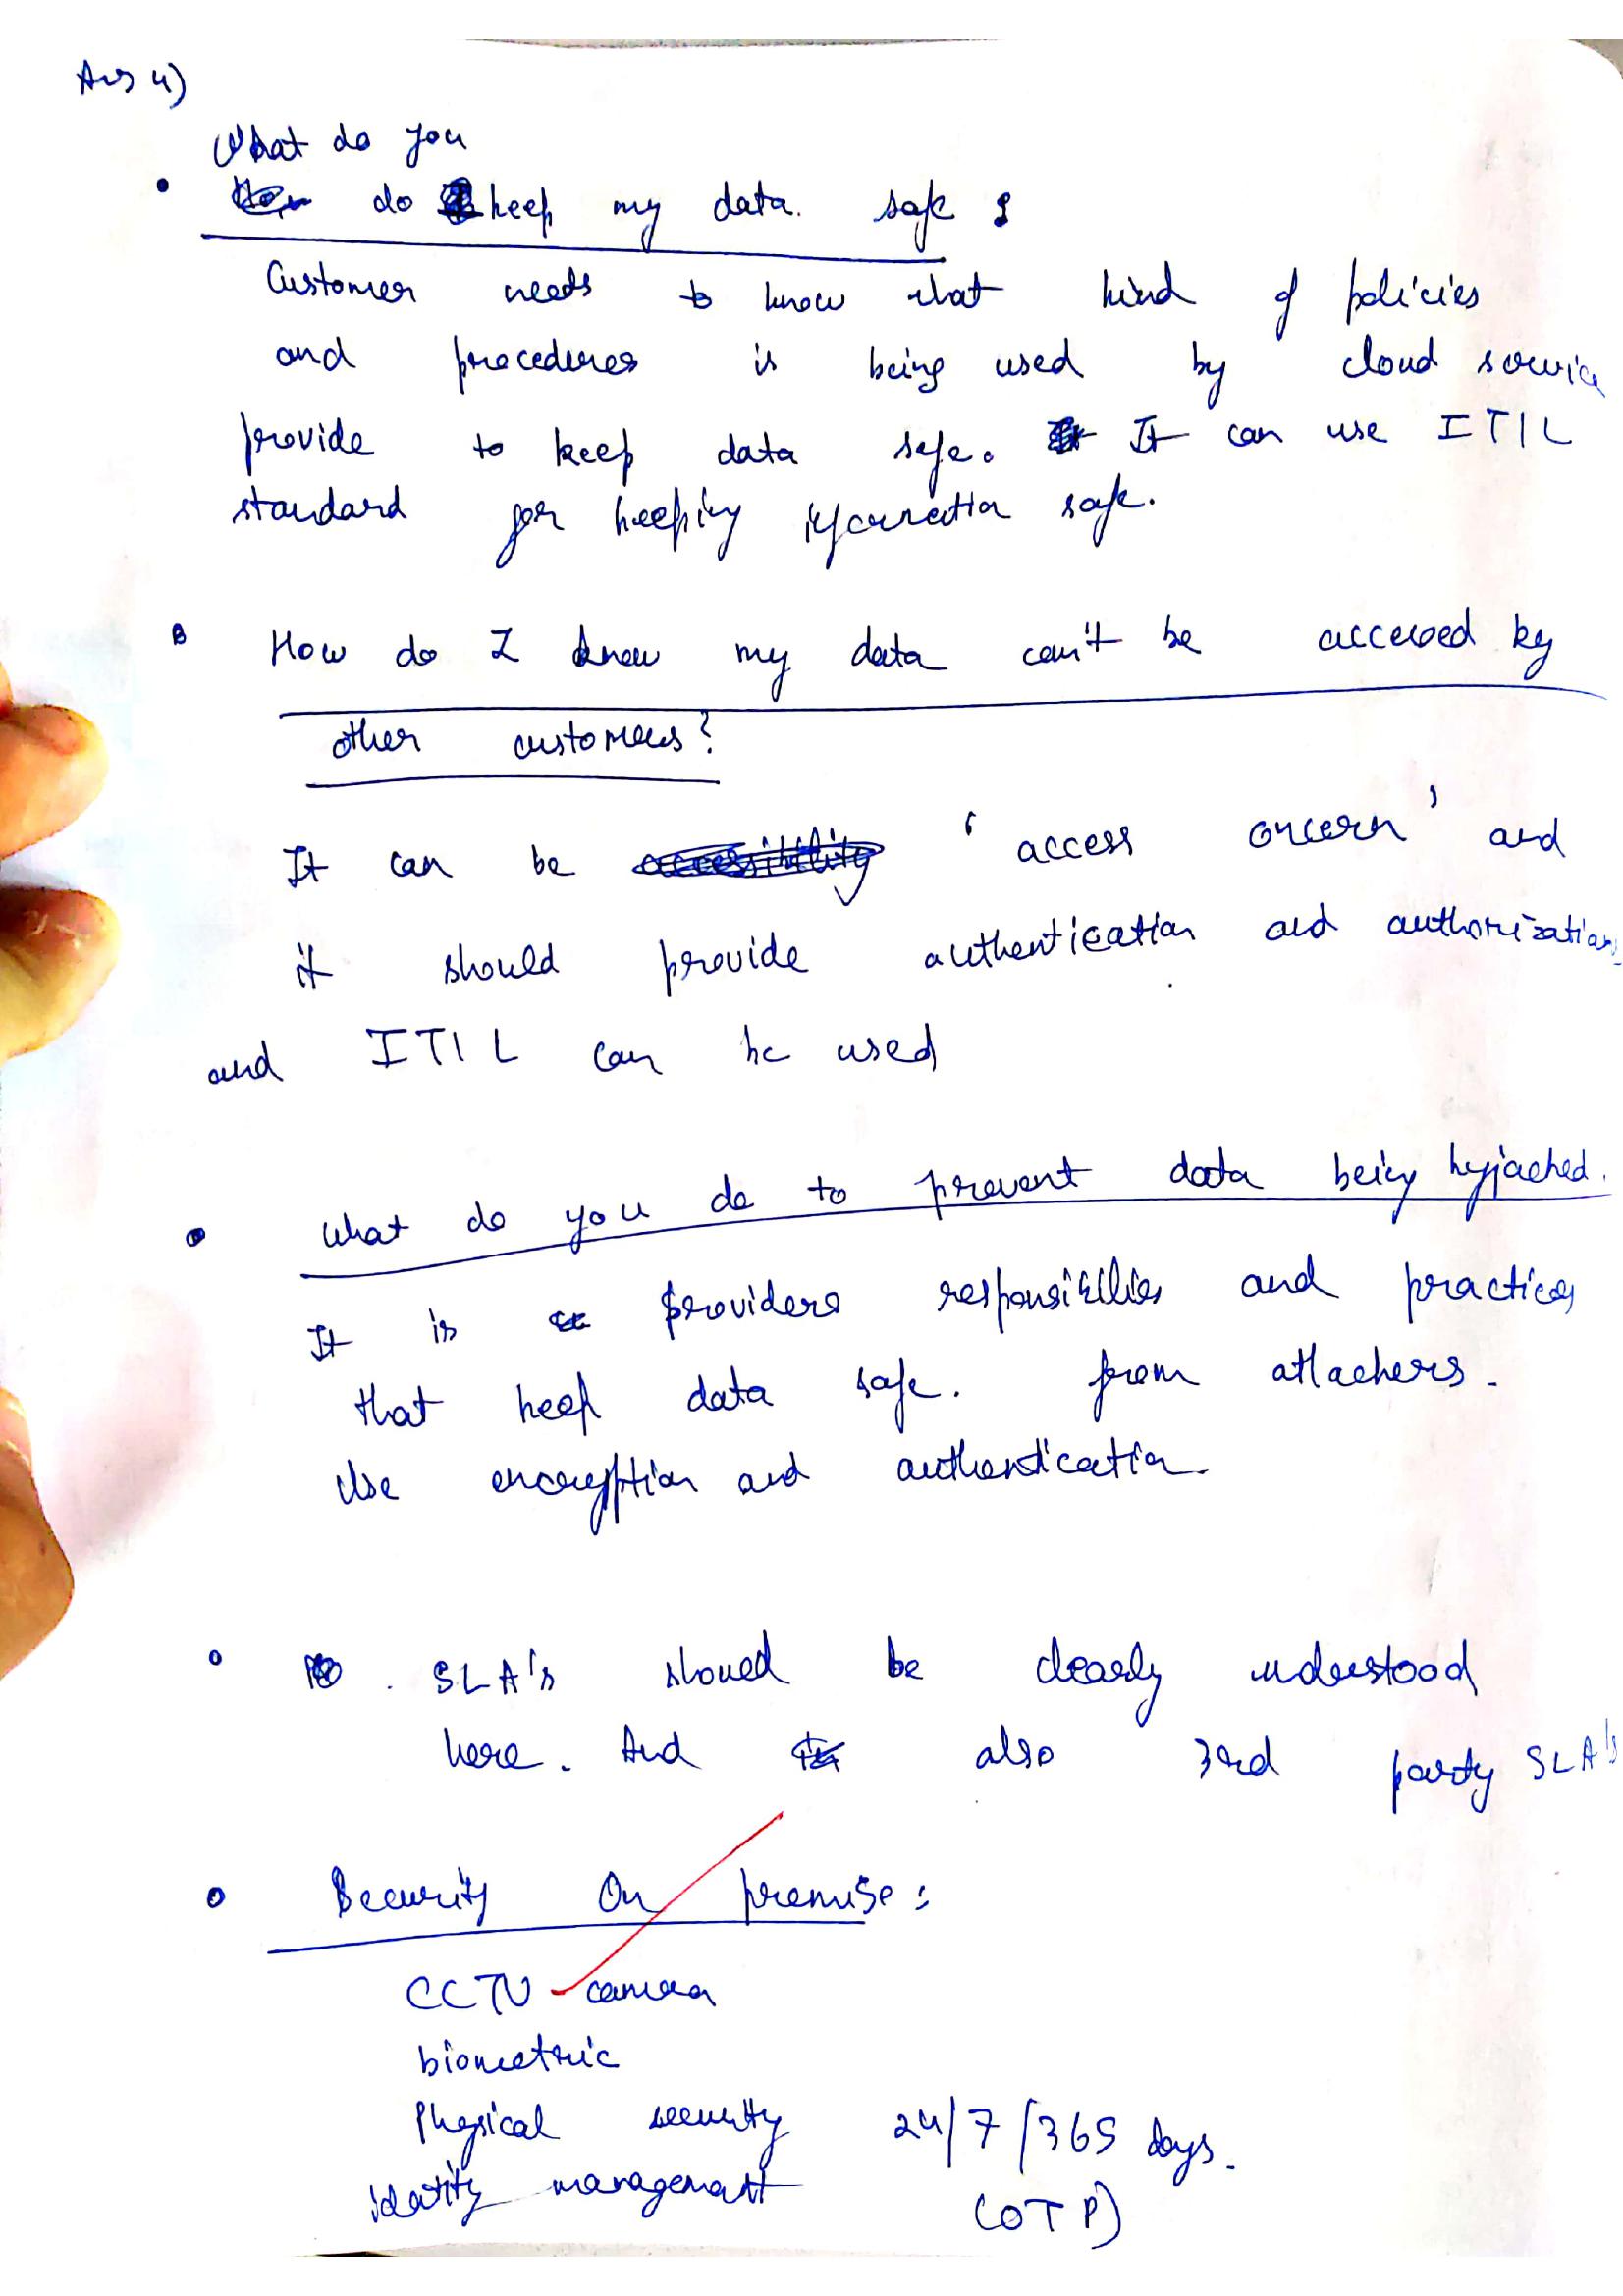 Ans 4)
What do you
• do keep my data safe :
Customer needs to know what kind of policies
and procedures is being used by cloud servic
provide to keep data safe. It can use ITIL
standard for keeping information safe.
• How do I know my data can't be accessed by
other customers?
It can be 'access oncern' and
it should provide authentication and authorization
and ITIL can be used
• What do you do to prevent data being hyjacked.
It is providers responsibilies and practices
that keep data safe. from attackers.
Use encryption and authentication.
• SLA's shoued be clearly understood
here. And also 3rd party SLA's
• Security On premise :
CCTV camera
biometric
Physical security 24/7/365 days.
identity management (OTP)